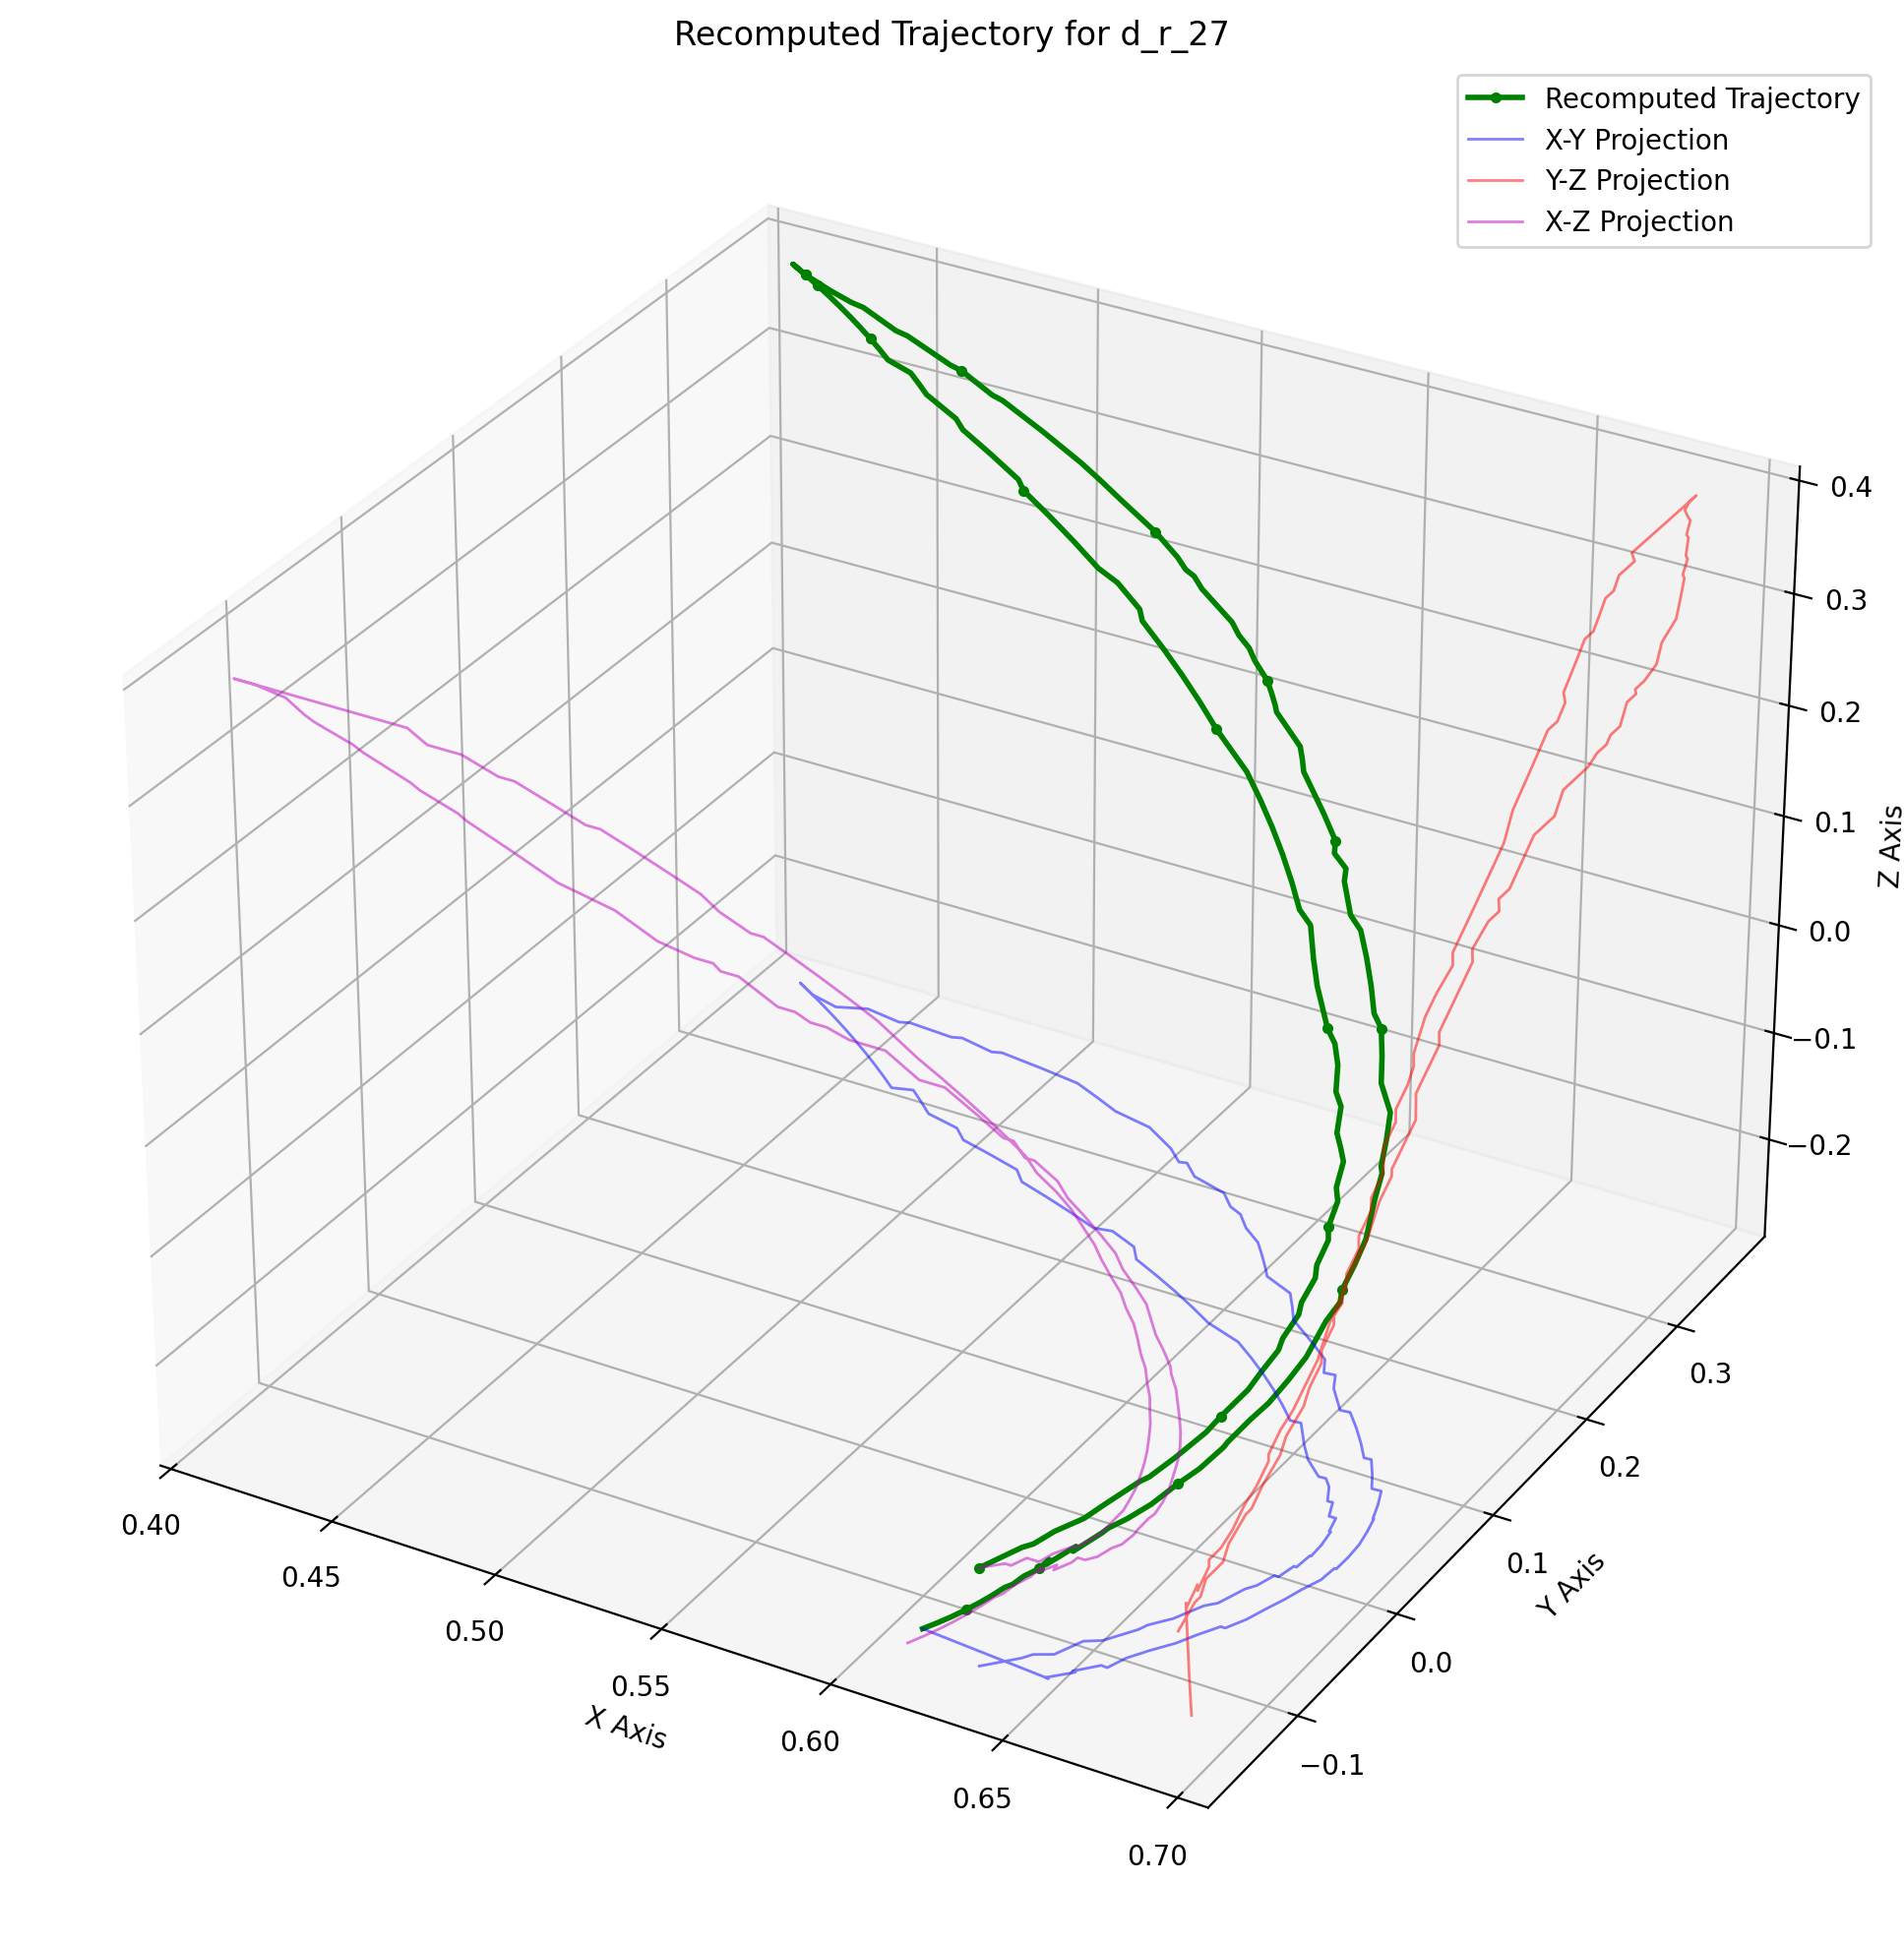 Recomputed Trajectory for d_r_27
Recomputed Trajectory
X-Y Projection
Y-Z Projection
X-Z Projection
0.4
0.3
0.2
0.1
0.0
−0.1
−0.2
Z Axis
0.3
0.2
0.1
0.0
−0.1
Y Axis
0.40
0.45
0.50
0.55
0.60
0.65
0.70
X Axis